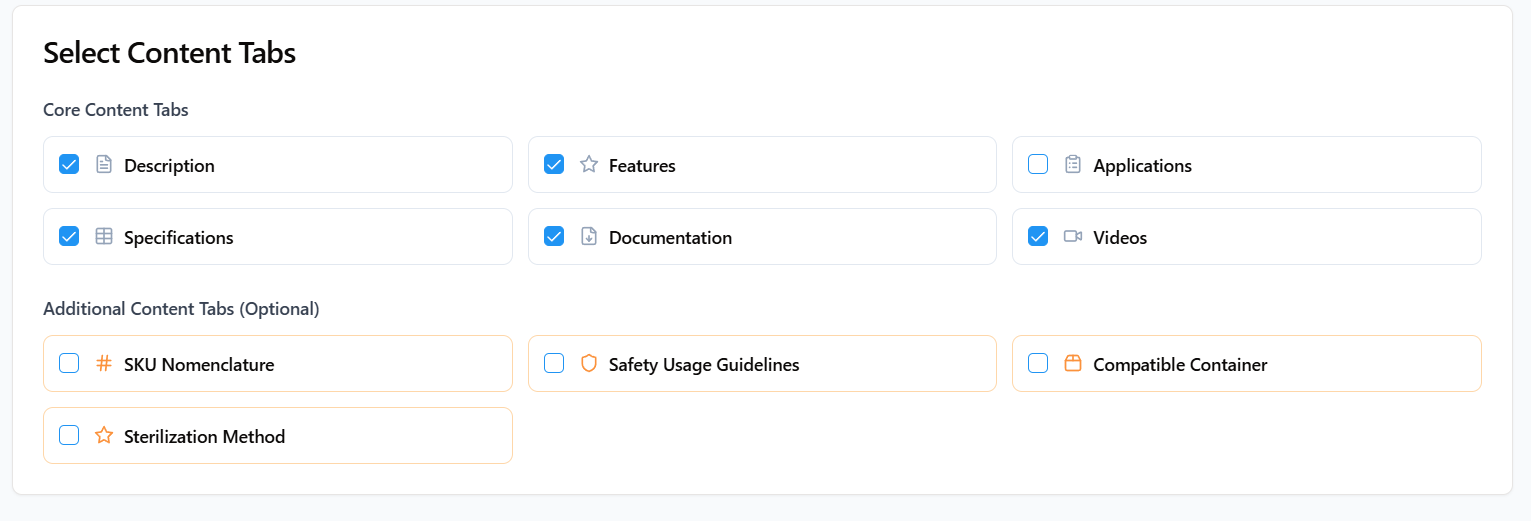 Select Content Tabs
Core Content Tabs
Description
Features
Applications
Specifications
Documentation
Videos
Additional Content Tabs (Optional)
SKU Nomenclature
Safety Usage Guidelines
Compatible Container
Sterilization Method